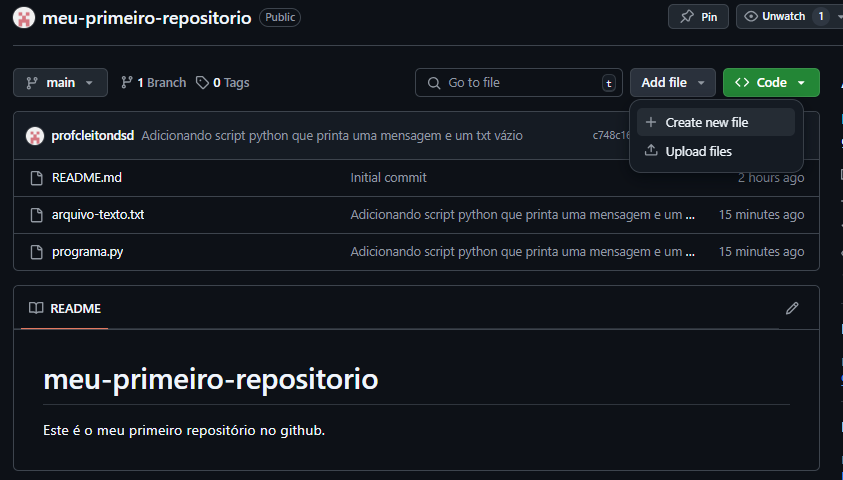 meu-primeiro-repositorio Public Pin Unwatch 1
main 1 Branch 0 Tags Go to file t Add file Code
Create new file
Upload files
profcleitondsd Adicionando script python que printa uma mensagem e um txt vázio
README.md Initial commit 2 hours ago
arquivo-texto.txt Adicionando script python que printa uma mensagem e um ... 15 minutes ago
programa.py Adicionando script python que printa uma mensagem e um ... 15 minutes ago
README
meu-primeiro-repositorio
Este é o meu primeiro repositório no github.